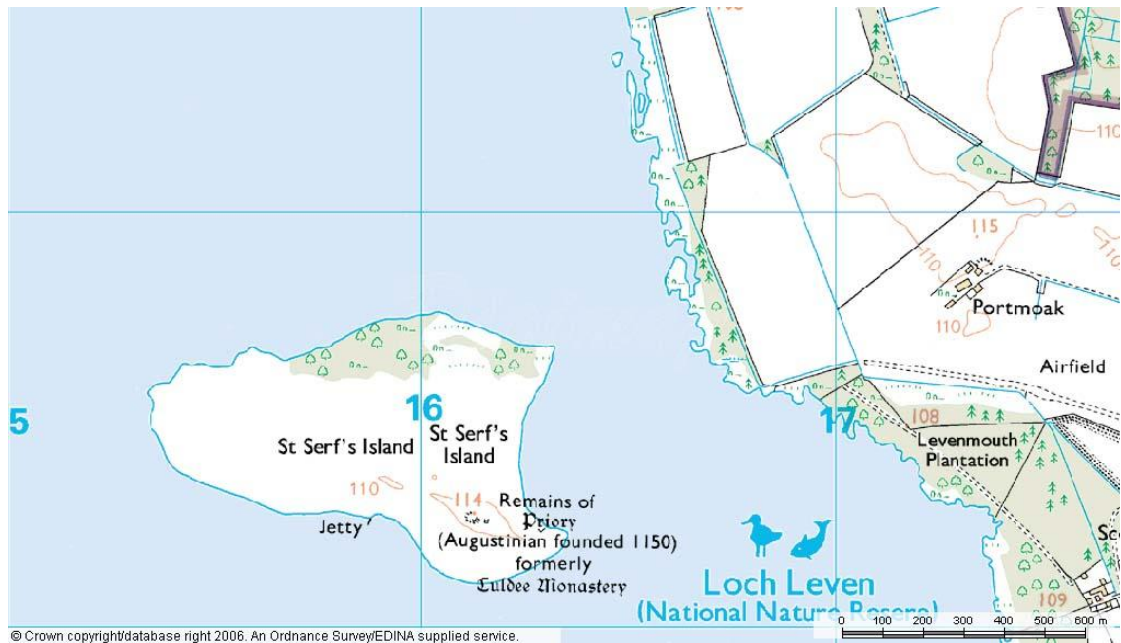 110
115
110
Portmoak
110
Airfield
5
16
17
108
St Serf's Island
St Serf's
Island
Levenmouth
Plantation
110
114
Remains of
Priory
Jetty
(Augustinian founded 1150)
formerly
Culdee Monastery
Loch Leven
(National Nature Reserve)
109
Sc
0 100 200 300 400 500 600 m
© Crown copyright/database right 2006. An Ordnance Survey/EDINA supplied service.